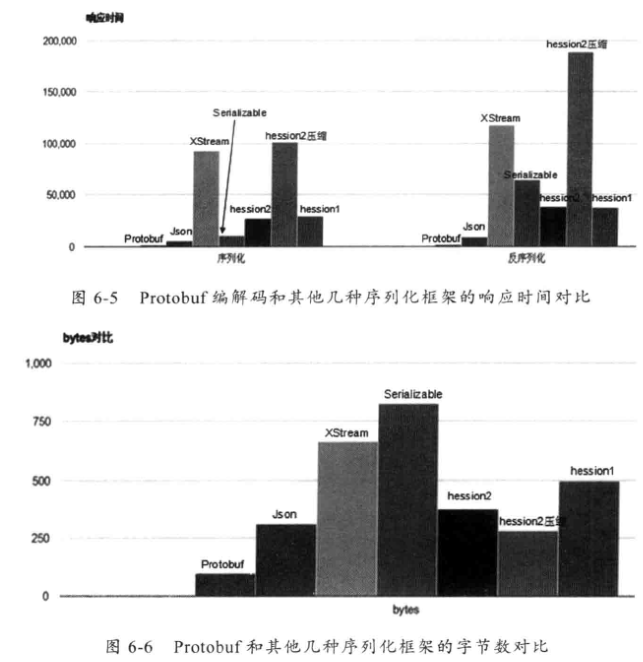 响应时间
200,000
150,000
100,000
50,000
0
Protobuf
Json
XStream
Serializable
hession2
hession2压缩
hession1
序列化
Protobuf
Json
XStream
Serializable
hession2
hession2压缩
hession1
反序列化
图 6-5 Protobuf 编解码和其他几种序列化框架的响应时间对比
bytes对比
1,000
750
500
250
0
Protobuf
Json
XStream
Serializable
hession2
hession2压缩
hession1
bytes
图 6-6 Protobuf 和其他几种序列化框架的字节数对比